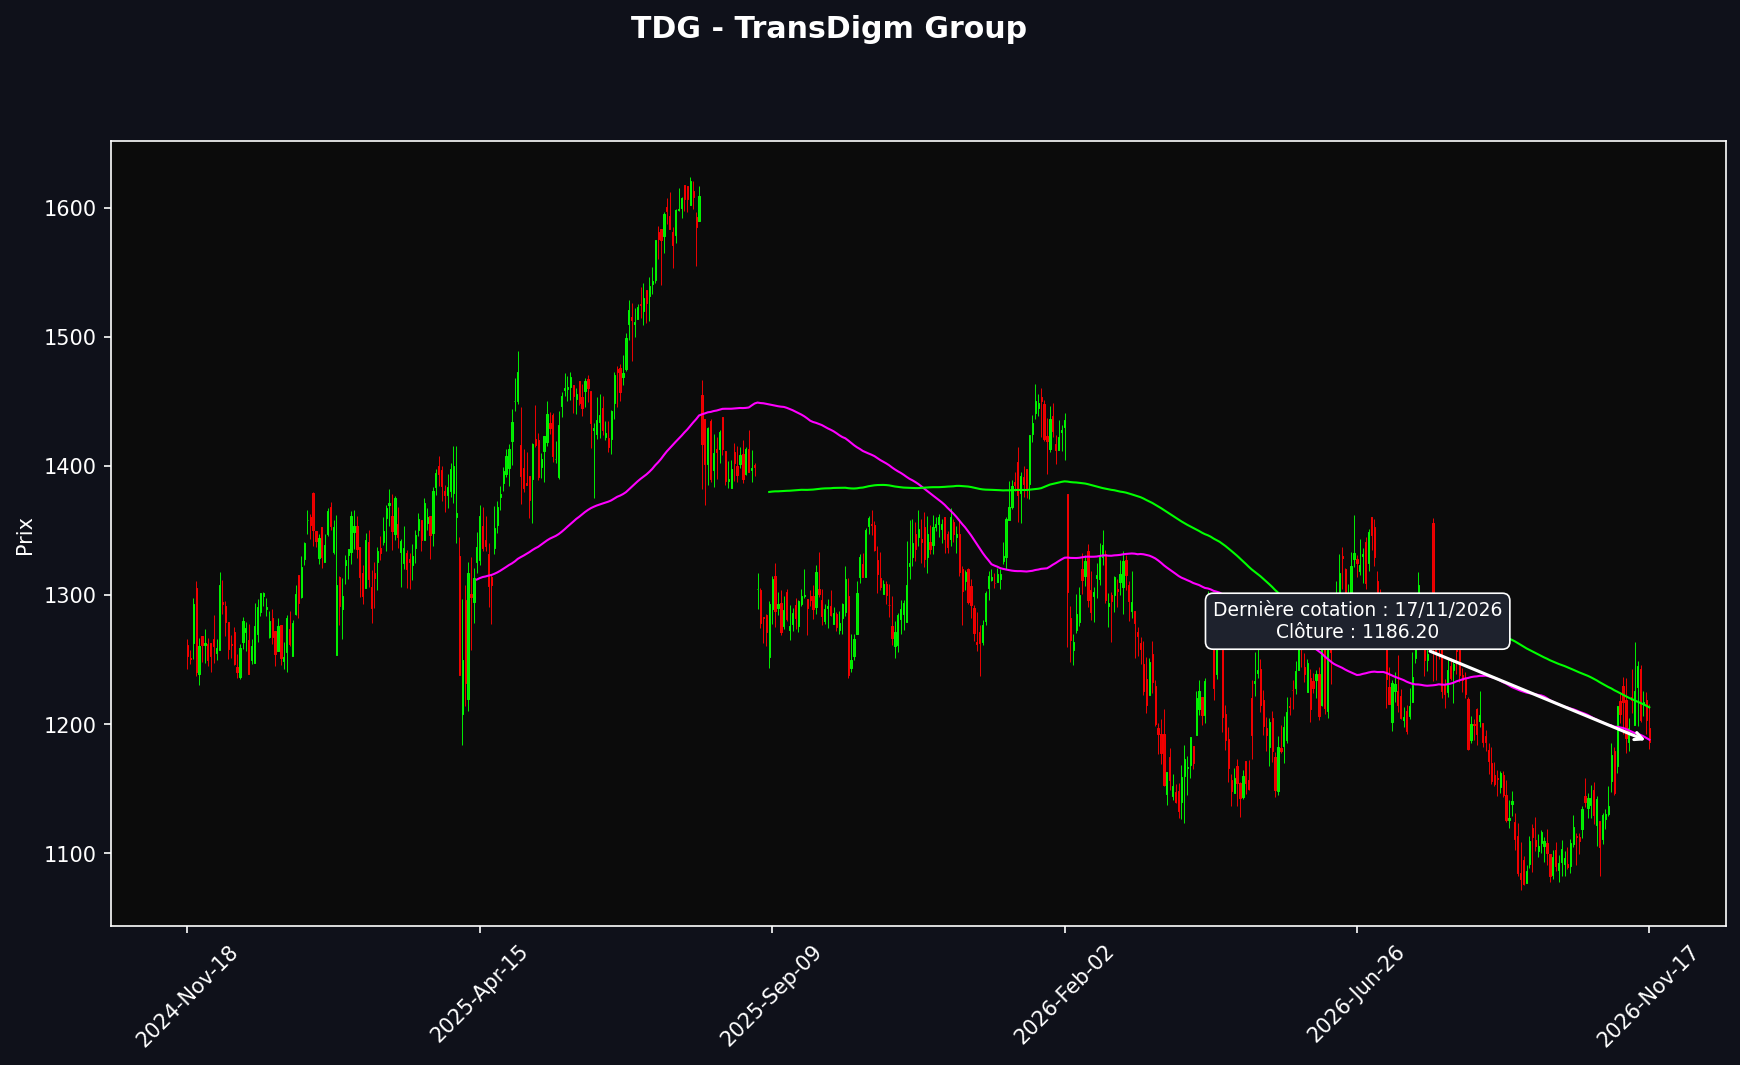 TDG - TransDigm Group
Prix
1600
1500
1400
1300
1200
1100
Dernière cotation : 17/11/2026
Clôture : 1186.20
2024-Nov-18
2025-Apr-15
2025-Sep-09
2026-Feb-02
2026-Jun-26
2026-Nov-17